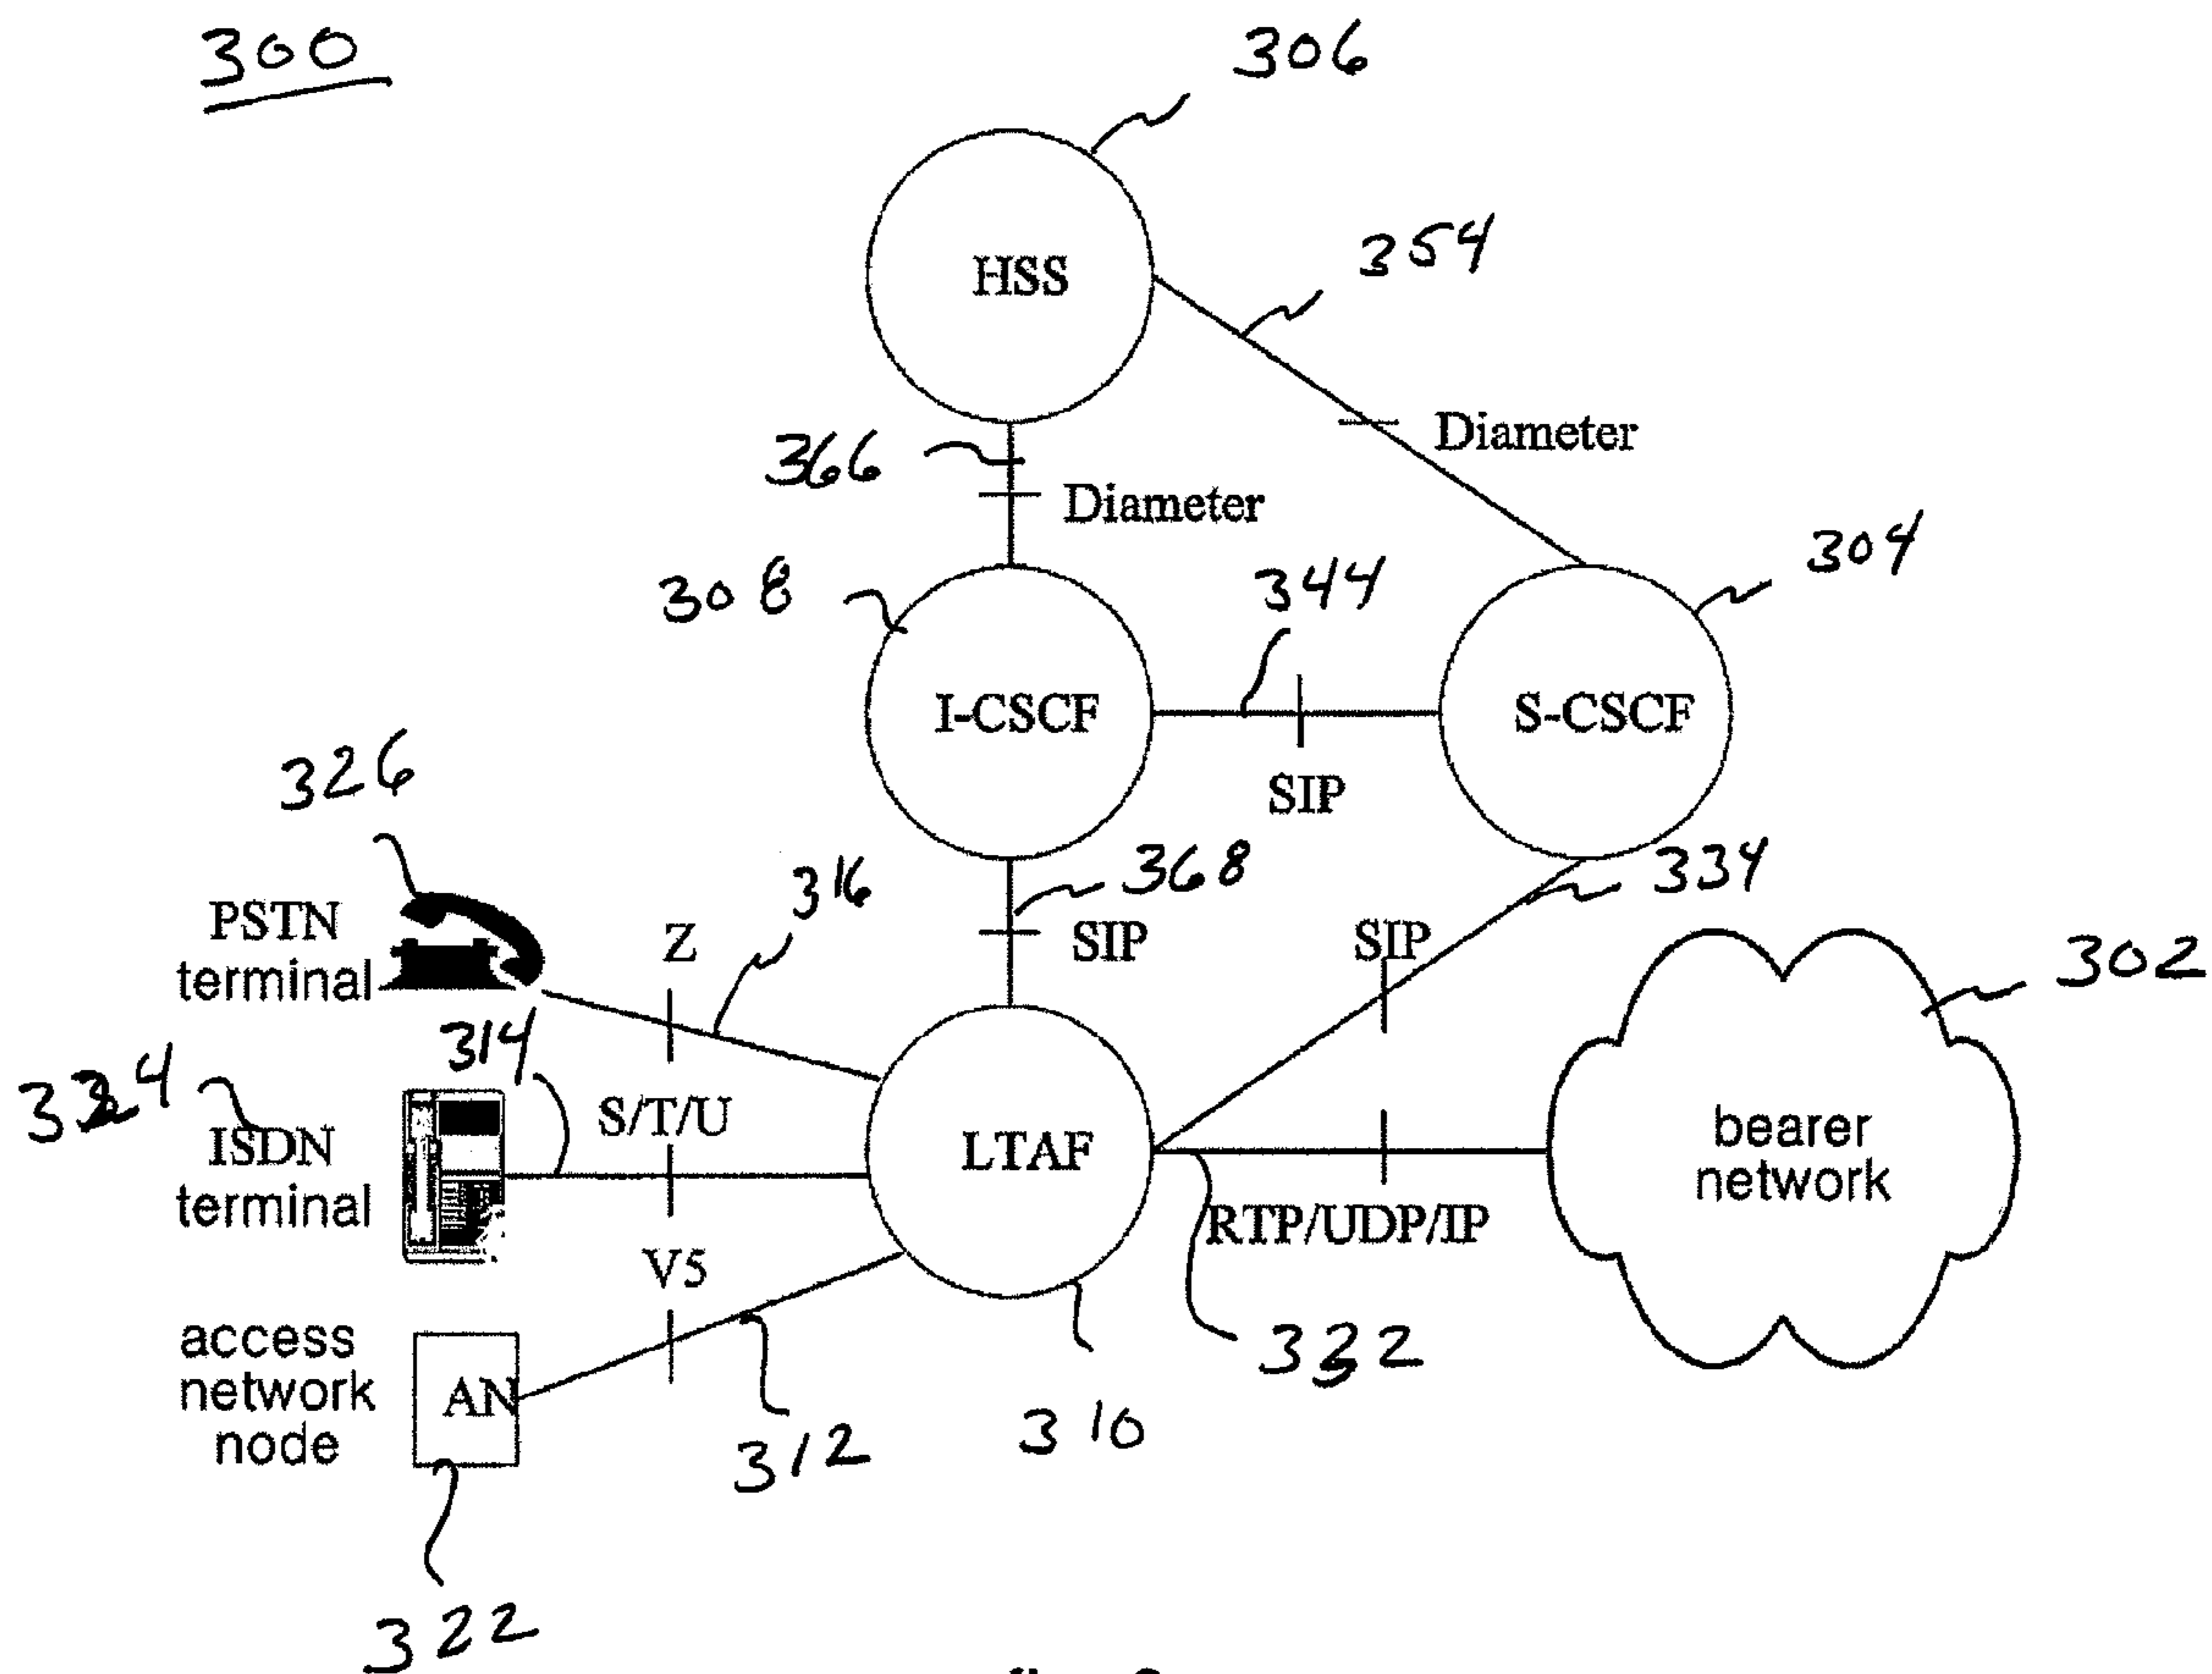 300
306
HSS
354
Diameter
366
Diameter
304
308
344
I-CSCF
S-CSCF
SIP
326
368
334
316
PSTN
terminal
Z
SIP
SIP
302
314
324
S/T/U
ISDN
terminal
LTAF
bearer
network
RTP/UDP/IP
V5
access
network
node
AN
332
310
312
322